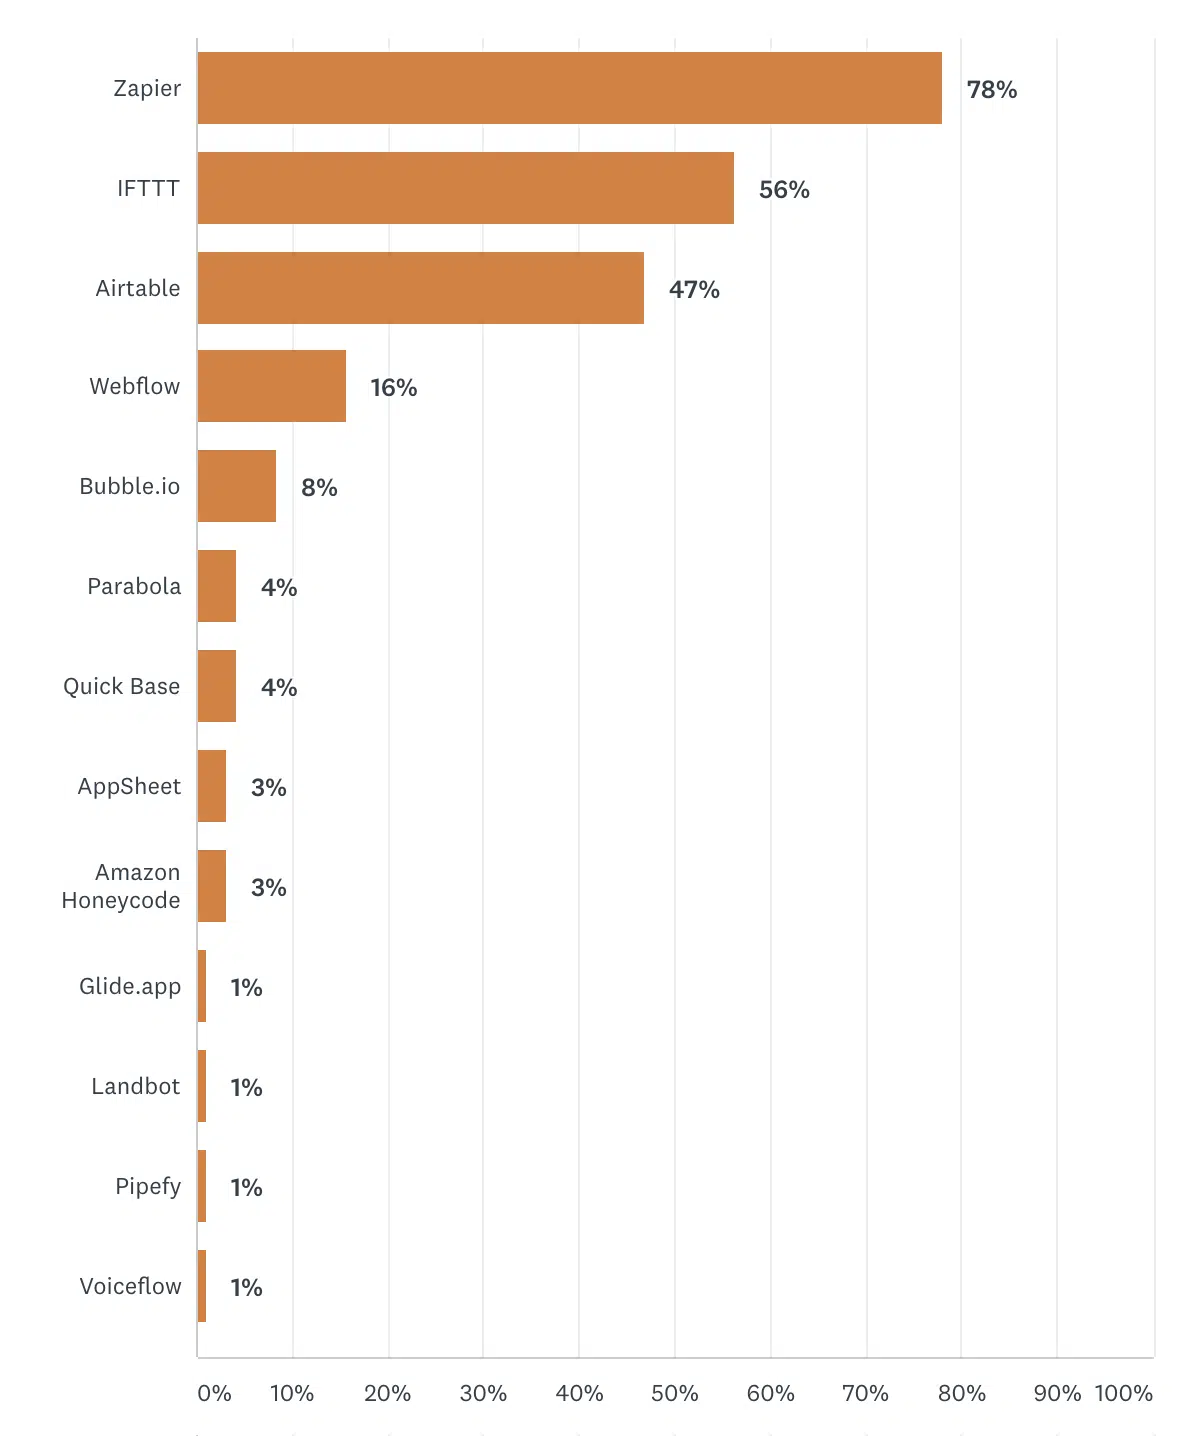 Zapier 78%
IFTTT 56%
Airtable 47%
Webflow 16%
Bubble.io 8%
Parabola 4%
Quick Base 4%
AppSheet 3%
Amazon
Honeycode 3%
Glide.app 1%
Landbot 1%
Pipefy 1%
Voiceflow 1%
0% 10% 20% 30% 40% 50% 60% 70% 80% 90% 100%